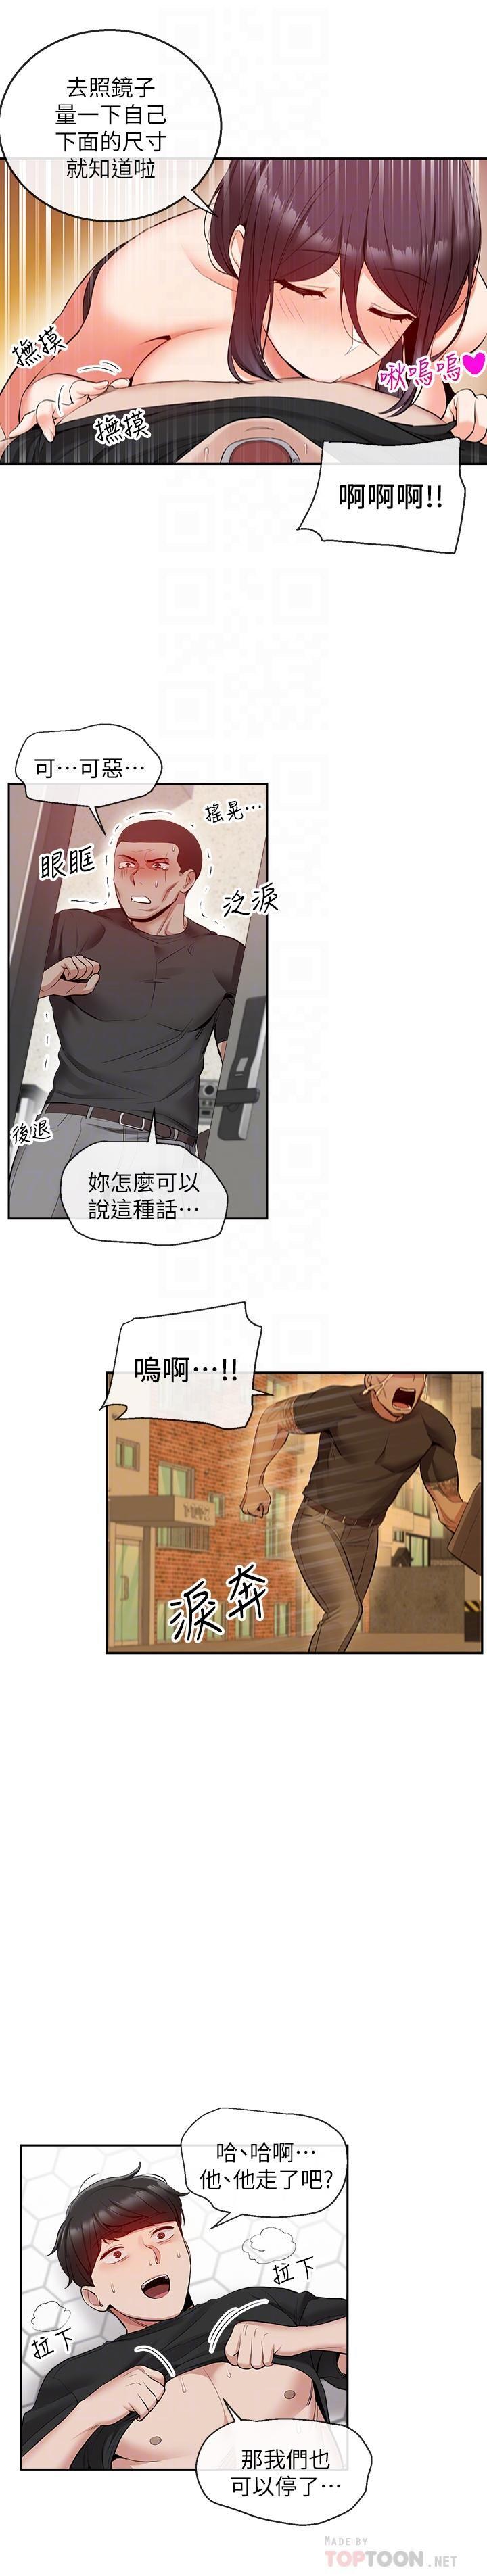 去照鏡子
量一下自己
下面的尺寸
就知道啦
撫摸
啾嗚嗚
撫摸
啊啊啊!!
可…可惡…
搖晃…
眼眶
泛淚
後退
妳怎麼可以
說這種話…
嗚啊…!!
淚奔
哈、哈啊…
他、他走了吧?
拉下
拉下
那我們也
可以停了…
MADE BY
TOPTOON.NET